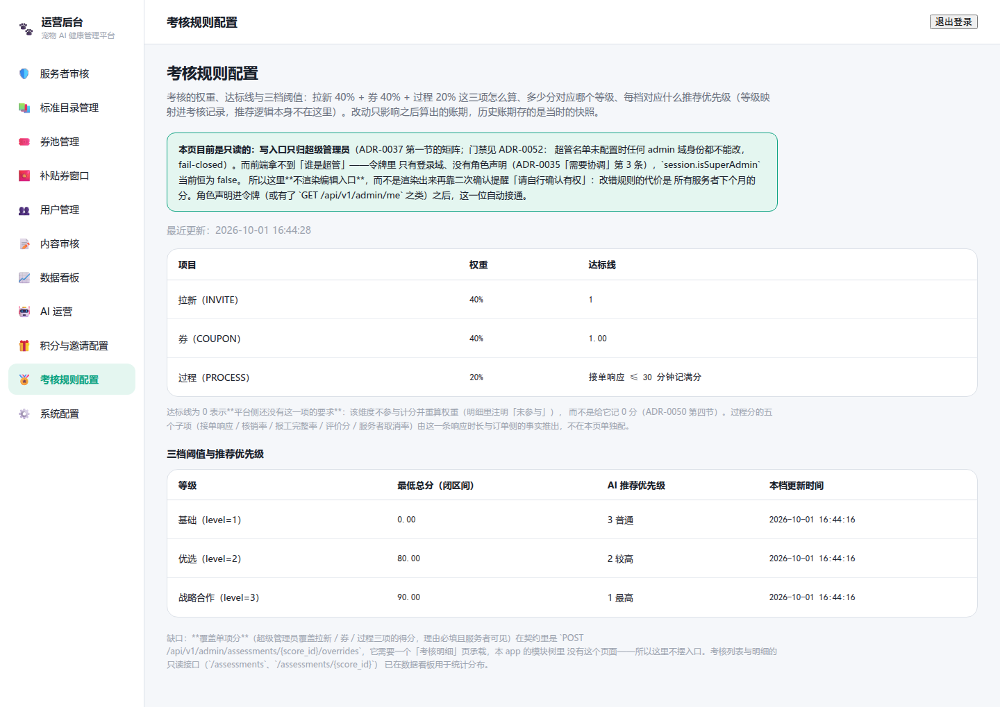 运营后台
宠物 AI 健康管理平台
服务者审核
标准目录管理
券池管理
补贴券窗口
用户管理
内容审核
数据看板
AI 运营
积分与邀请配置
考核规则配置
系统配置
考核规则配置
退出登录
考核规则配置
考核的权重、达标线与三档阈值：拉新 40% + 券 40% + 过程 20% 这三项怎么算、多少分对应哪个等级、每档对应什么推荐优先级（等级映
射进考核记录，推荐逻辑本身不在这里）。改动只影响之后算出的账期，历史账期存的是当时的快照。
本页目前是只读的：写入口只归超级管理员（ADR-0037 第一节的矩阵；门禁见 ADR-0052： 超管名单未配置时任何 admin 域身份都不能改，
fail-closed）。而前端拿不到「谁是超管」——令牌里 只有登录域、没有角色声明（ADR-0035「需要协调」第 3 条），`session.isSuperAdmin`
当前恒为 false。 所以这里**不渲染编辑入口**，而不是渲染出来再靠二次确认提醒「请自行确认有权」：改错规则的代价是 所有服务者下个月的
分。角色声明进令牌（或有了 `GET /api/v1/admin/me` 之类）之后，这一位自动接通。
最近更新：2026-10-01 16:44:28
项目 权重 达标线
拉新（INVITE） 40% 1
券（COUPON） 40% 1.00
过程（PROCESS） 20% 接单响应 ≤ 30 分钟记满分
达标线为 0 表示**平台侧还没有这一项的要求**：该维度不参与计分并重算权重（明细里注明「未参与」）， 而不是给它记 0 分（ADR-0050 第四节）。过程分的五
个子项（接单响应 / 核销率 / 报工完整率 / 评价分 / 服务者取消率）由这一条响应时长与订单侧的事实推出，不在本页单独配。
三档阈值与推荐优先级
等级 最低总分（闭区间） AI 推荐优先级 本档更新时间
基础（level=1） 0.00 3 普通 2026-10-01 16:44:16
优选（level=2） 80.00 2 较高 2026-10-01 16:44:16
战略合作（level=3） 90.00 1 最高 2026-10-01 16:44:16
缺口：**覆盖单项分**（超级管理员覆盖拉新 / 券 / 过程三项的得分，理由必填且服务者可见）在契约里是 `POST
/api/v1/admin/assessments/{score_id}/overrides`，它需要一个「考核明细」页承载，本 app 的模块树里 没有这个页面——所以这里不摆入口。考核列表与明细的
只读接口（`/assessments`、`/assessments/{score_id}`） 已在数据看板用于统计分布。